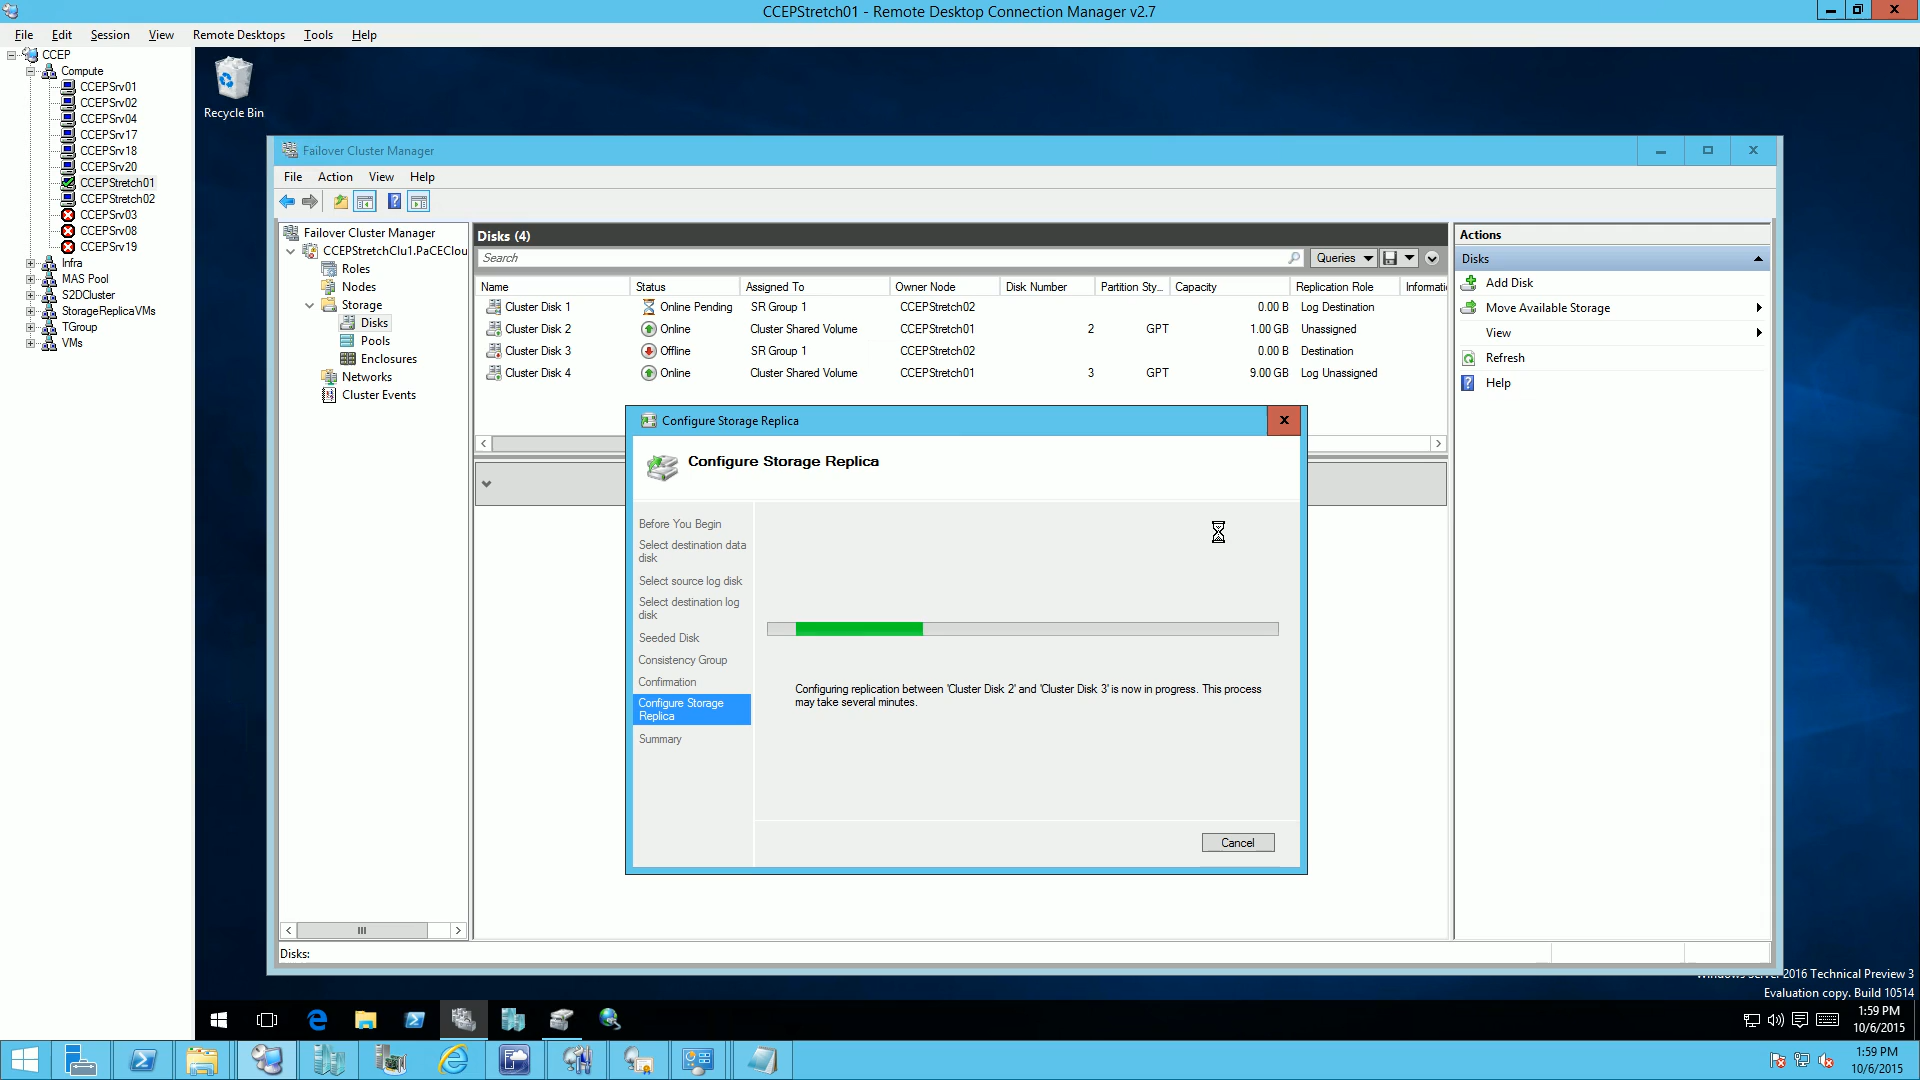 CCEPStretch01 - Remote Desktop Connection Manager v2.7
File Edit Session View Remote Desktops Tools Help
CCEP
Compute
CCEPSrv01
CCEPSrv02
CCEPSrv04
CCEPSrv17
CCEPSrv18
CCEPSrv20
CCEPStretch01
CCEPStretch02
CCEPSrv03
CCEPSrv08
CCEPSrv19
Infra
MAS Pool
S2DCluster
StorageReplicaVMs
TGroup
VMs
Recycle Bin
Failover Cluster Manager
File Action View Help
Failover Cluster Manager
CCEPStretchClu1.PaCEClou
Roles
Nodes
Storage
Disks
Pools
Enclosures
Networks
Cluster Events
Disks (4)
Search
Queries
Name Status Assigned To Owner Node Disk Number Partition Sty... Capacity Replication Role Informati
Cluster Disk 1 Online Pending SR Group 1 CCEPStretch02 0.00 B Log Destination
Cluster Disk 2 Online Cluster Shared Volume CCEPStretch01 2 GPT 1.00 GB Unassigned
Cluster Disk 3 Offline SR Group 1 CCEPStretch02 0.00 B Destination
Cluster Disk 4 Online Cluster Shared Volume CCEPStretch01 3 GPT 9.00 GB Log Unassigned
Actions
Disks
Add Disk
Move Available Storage
View
Refresh
Help
Configure Storage Replica
Configure Storage Replica
Before You Begin
Select destination data
disk
Select source log disk
Select destination log
disk
Seeded Disk
Consistency Group
Confirmation
Configure Storage
Replica
Summary
Configuring replication between 'Cluster Disk 2' and 'Cluster Disk 3' is now in progress. This process
may take several minutes.
Cancel
Disks:
Windows Server 2016 Technical Preview 3
Evaluation copy. Build 10514
1:59 PM
10/6/2015
1:59 PM
10/6/2015